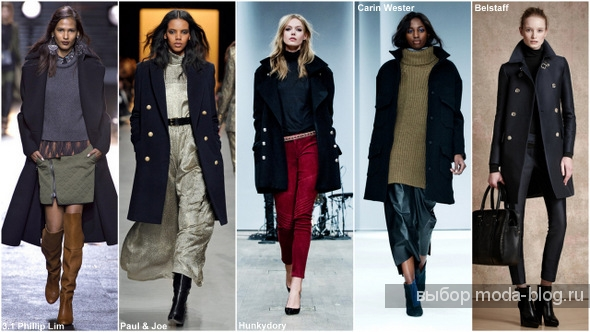 Carin Wester
Belstaff
3.1 Phillip Lim
Paul & Joe
Hunkydory
выбор moda-blog.ru